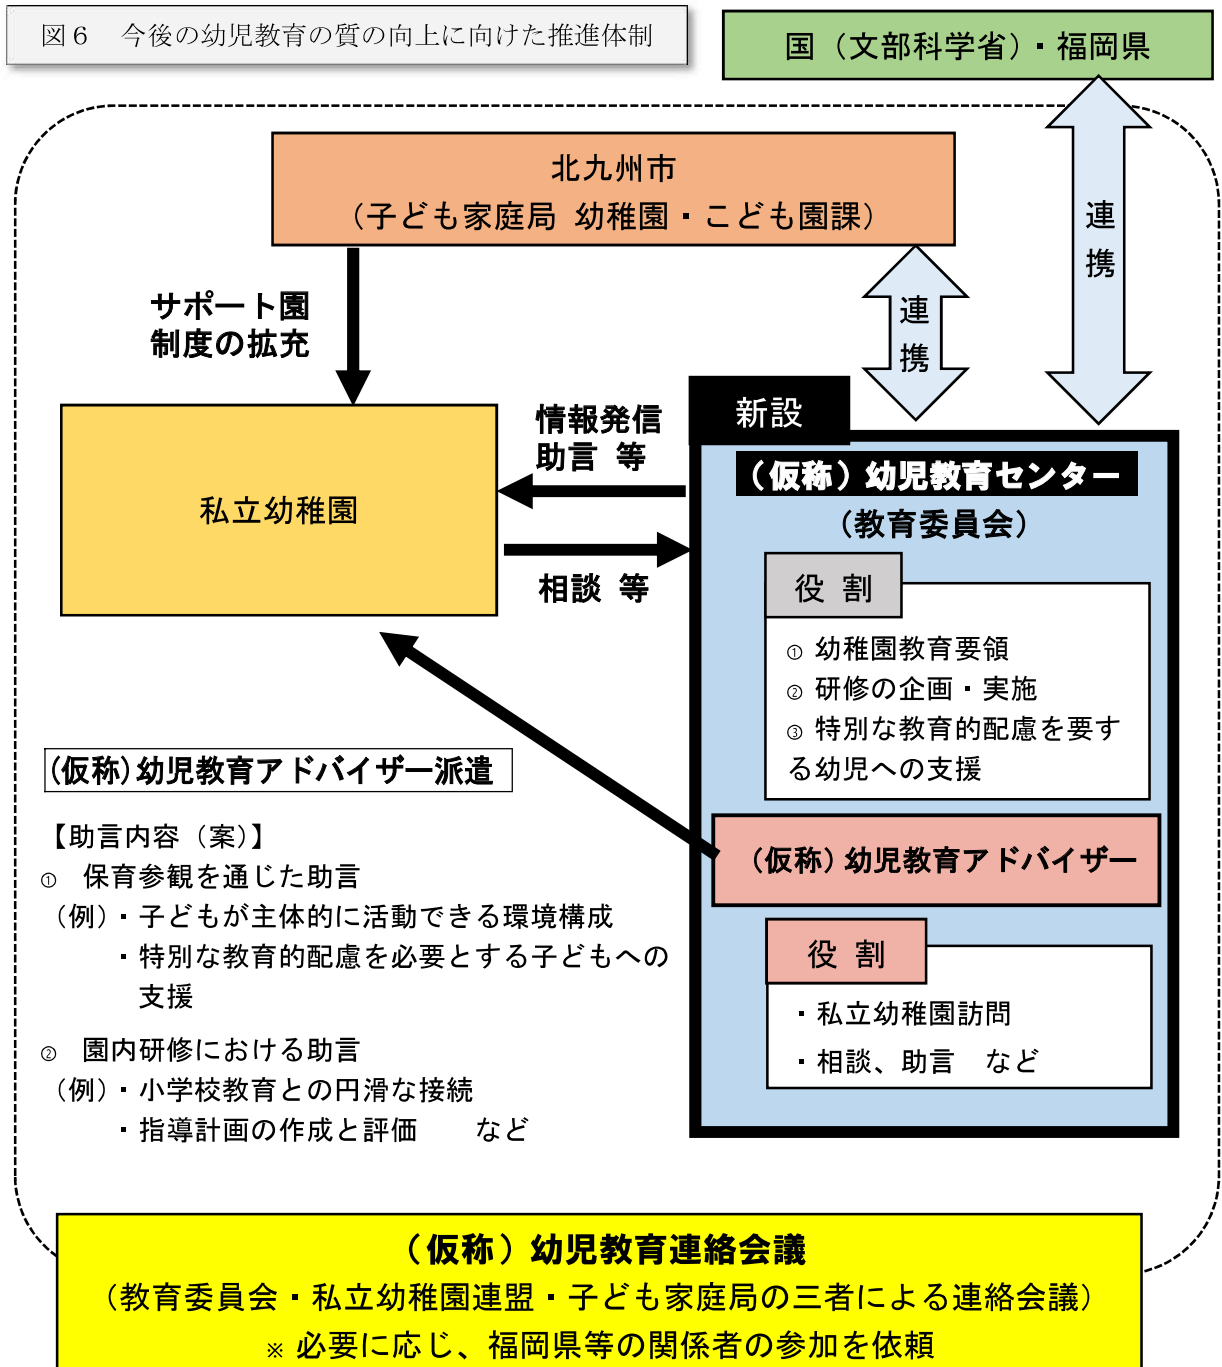 図６　今後の幼児教育の質の向上に向けた推進体制
国（文部科学省）・福岡県
北九州市
（子ども家庭局 幼稚園・こども園課）
連
携
連
携
サポート園
制度の拡充
新設
情報発信
助言 等
（仮称）幼児教育センター
（教育委員会）
私立幼稚園
相談 等
役 割
① 幼稚園教育要領
② 研修の企画・実施
③ 特別な教育的配慮を要す
る幼児への支援
（仮称）幼児教育アドバイザー派遣
【助言内容（案）】
① 保育参観を通じた助言
（例）・子どもが主体的に活動できる環境構成
・特別な教育的配慮を必要とする子どもへの
支援
② 園内研修における助言
（例）・小学校教育との円滑な接続
・指導計画の作成と評価　　など
（仮称）幼児教育アドバイザー
役 割
・私立幼稚園訪問
・相談、助言　など
（仮称）幼児教育連絡会議
（教育委員会・私立幼稚園連盟・子ども家庭局の三者による連絡会議）
※ 必要に応じ、福岡県等の関係者の参加を依頼